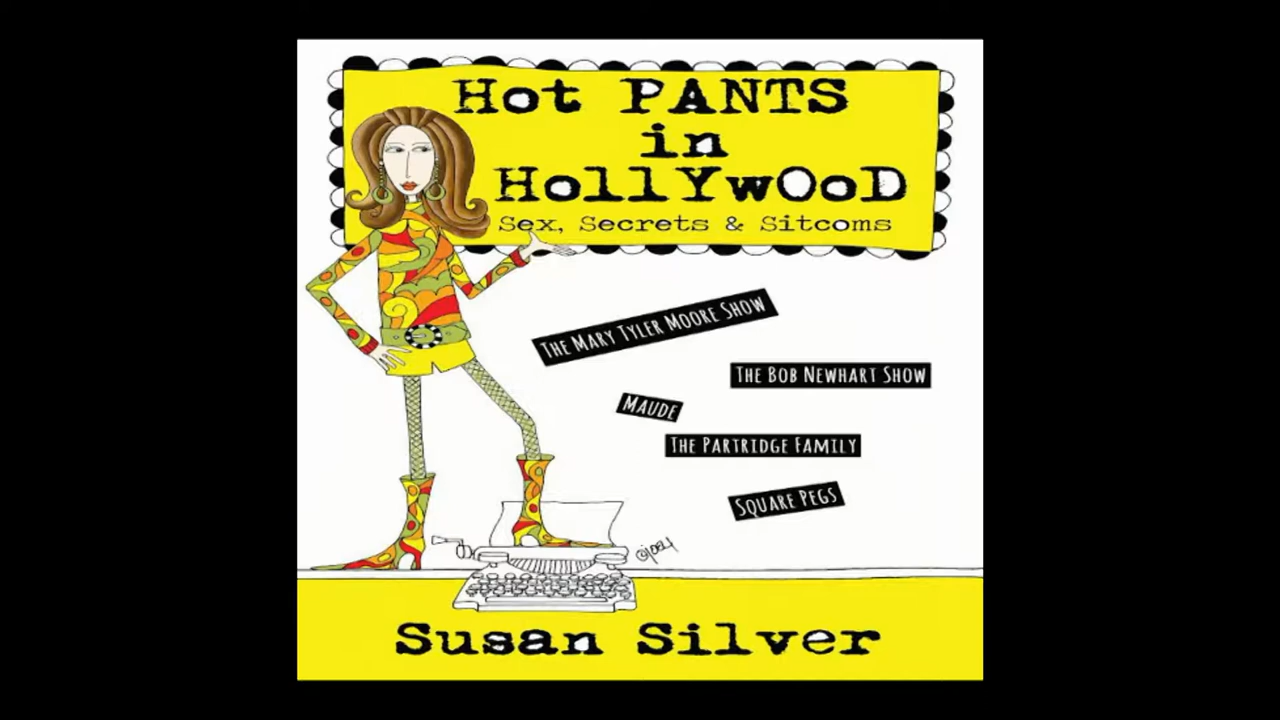 Hot PANTS
in
HollYwOoD
Sex, Secrets & Sitcoms
THE MARY TYLER MOORE SHOW
THE BOB NEWHART SHOW
MAUDE
THE PARTRIDGE FAMILY
SQUARE PEGS
Susan Silver